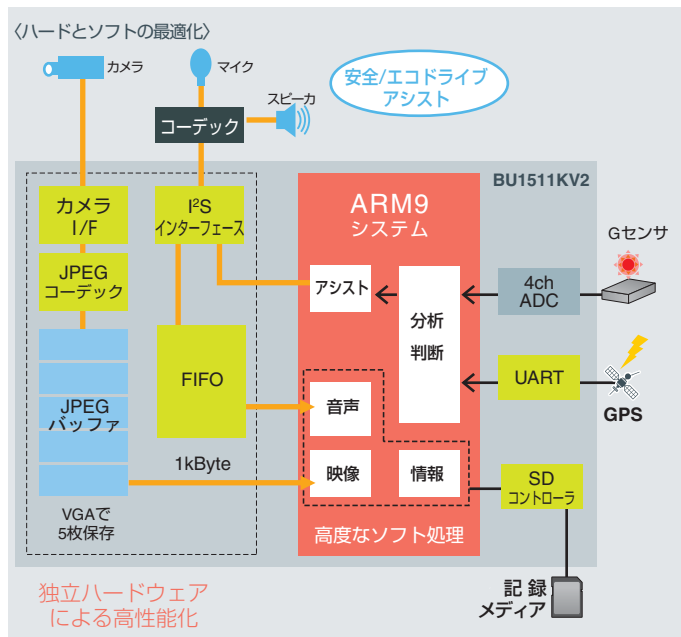 〈ハードとソフトの最適化〉
カメラ
マイク
スピーカ
コーデック
安全/エコドライブ
アシスト
BU1511KV2
カメラ
I/F
I²S
インターフェース
JPEG
コーデック
FIFO
JPEG
バッファ
1kByte
VGAで
5枚保存
ARM9
システム
アシスト
分析
判断
音声
映像
情報
高度なソフト処理
4ch
ADC
Gセンサ
UART
GPS
SD
コントローラ
記録
メディア
独立ハードウェア
による高性能化